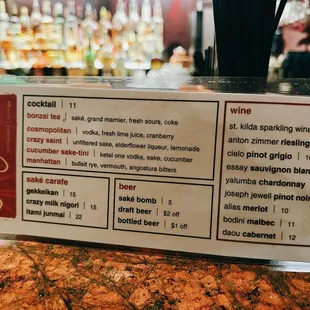 cocktail | 11
bonzai tea | saké, grand marnier, fresh sours, coke
cosmopolitan | vodka, fresh lime juice, cranberry
crazy saint | unfiltered sake, elderflower liqueur, lemonade
cucumber sake-tini | ketel one vodka, sake, cucumber
manhattan | bulleit rye, vermouth, angostura bitters
saké carafe
gekkeikan | 15
crazy milk nigori | 15
itami junmai | 22
beer
saké bomb | 5
draft beer | $2 off
bottled beer | $1 off
wine
st. kilda sparkling wine
anton zimmer riesling
cielo pinot grigio
essay sauvignon blanc
yalumba chardonnay
joseph jewell pinot noir
alias merlot | 10
bodini malbec | 11
daou cabernet | 12